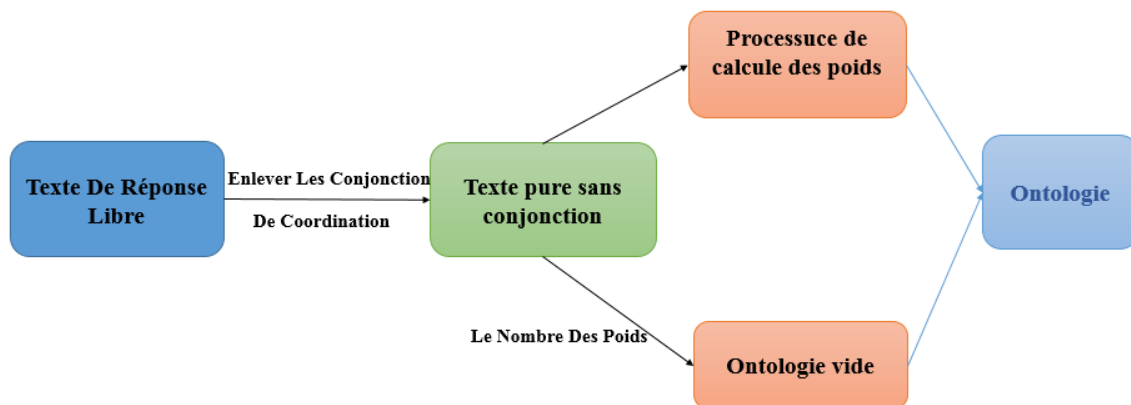 Texte De Réponse
Libre
Enlever Les Conjonction
De Coordination
Texte pure sans
conjonction
Processuce de
calcule des poids
Le Nombre Des Poids
Ontologie vide
Ontologie